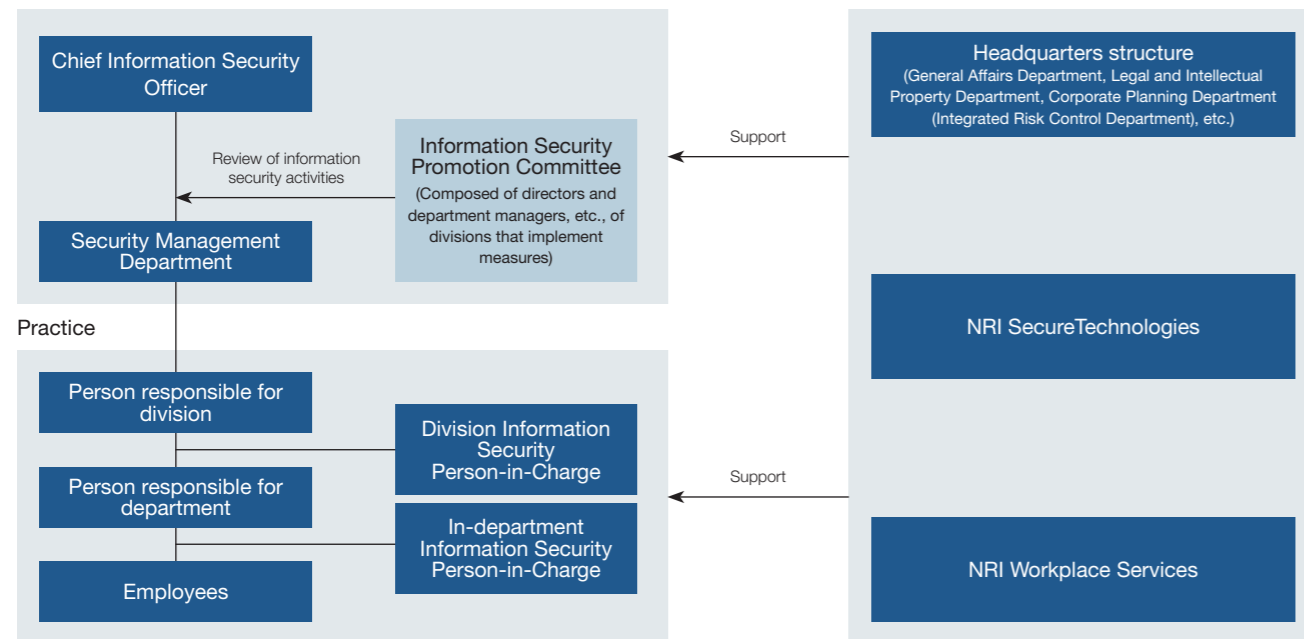 Chief Information Security
Officer
Review of information
security activities
Information Security
Promotion Committee
(Composed of directors and
department managers, etc., of
divisions that implement
measures)
Security Management
Department
Practice
Person responsible for
division
Division Information
Security
Person-in-Charge
Person responsible for
department
In-department
Information Security
Person-in-Charge
Employees
Support
Support
Headquarters structure
(General Affairs Department, Legal and Intellectual
Property Department, Corporate Planning Department
(Integrated Risk Control Department), etc.)
NRI SecureTechnologies
NRI Workplace Services